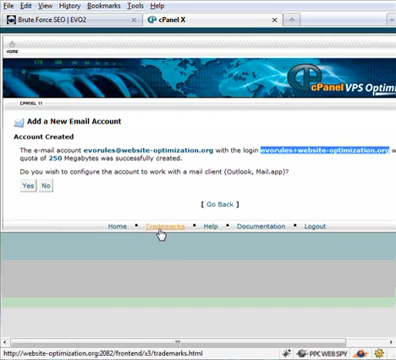 File Edit View History Bookmarks Tools Help
Brute Force SEO | EVO2
cPanel X
HOME
cPanel VPS Optimi
CPANEL 11
Add a New Email Account
Account Created
The e-mail account evorules@website-optimization.org with the login evorules+website-optimization.org w
quota of 250 Megabytes was successfully created.
Do you wish to configure the account to work with a mail client (Outlook, Mail.app)?
Yes No
[ Go Back ]
Home Trademarks Help Documentation Logout
http://website-optimization.org:2082/frontend/x3/trademarks.html
PPC WEB SPY